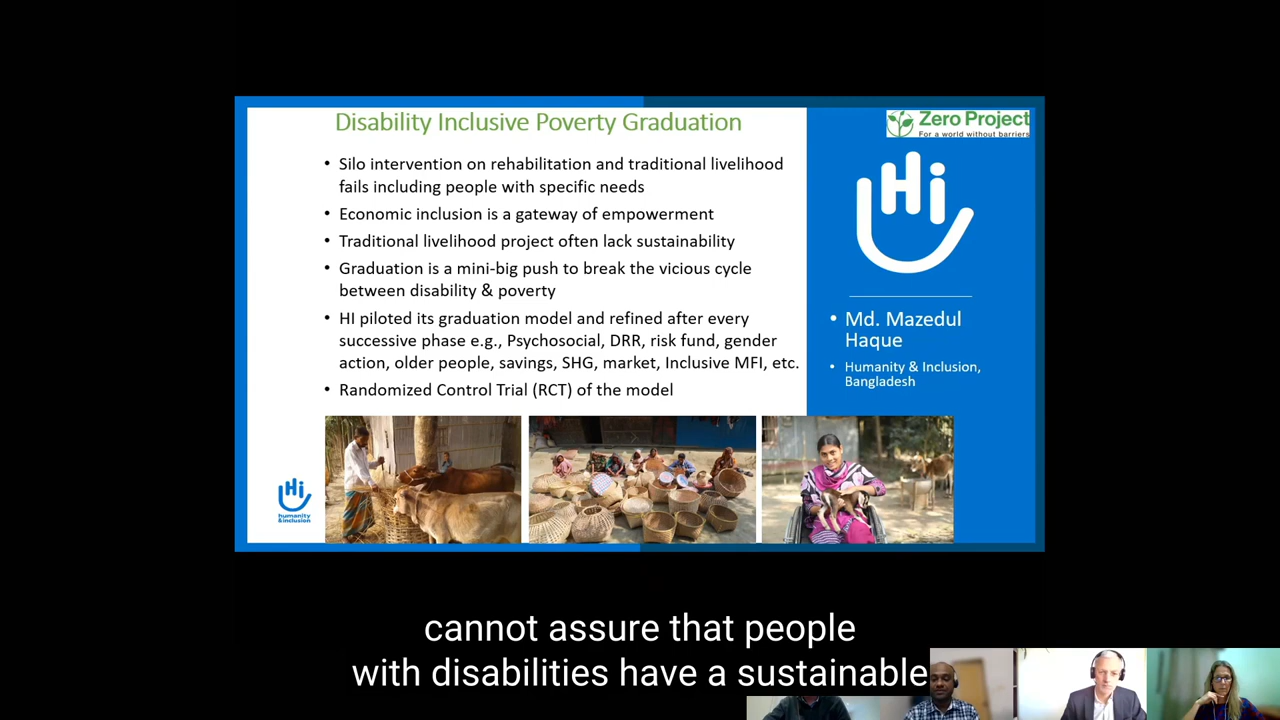 Disability Inclusive Poverty Graduation
• Silo intervention on rehabilitation and traditional livelihood
fails including people with specific needs
• Economic inclusion is a gateway of empowerment
• Traditional livelihood project often lack sustainability
• Graduation is a mini-big push to break the vicious cycle
between disability & poverty
• HI piloted its graduation model and refined after every
successive phase e.g., Psychosocial, DRR, risk fund, gender
action, older people, savings, SHG, market, Inclusive MFI, etc.
• Randomized Control Trial (RCT) of the model
Hi
humanity
&inclusion
Zero Project
For a world without barriers
Hi
• Md. Mazedul
Haque
• Humanity & Inclusion,
Bangladesh
cannot assure that people
with disabilities have a sustainable